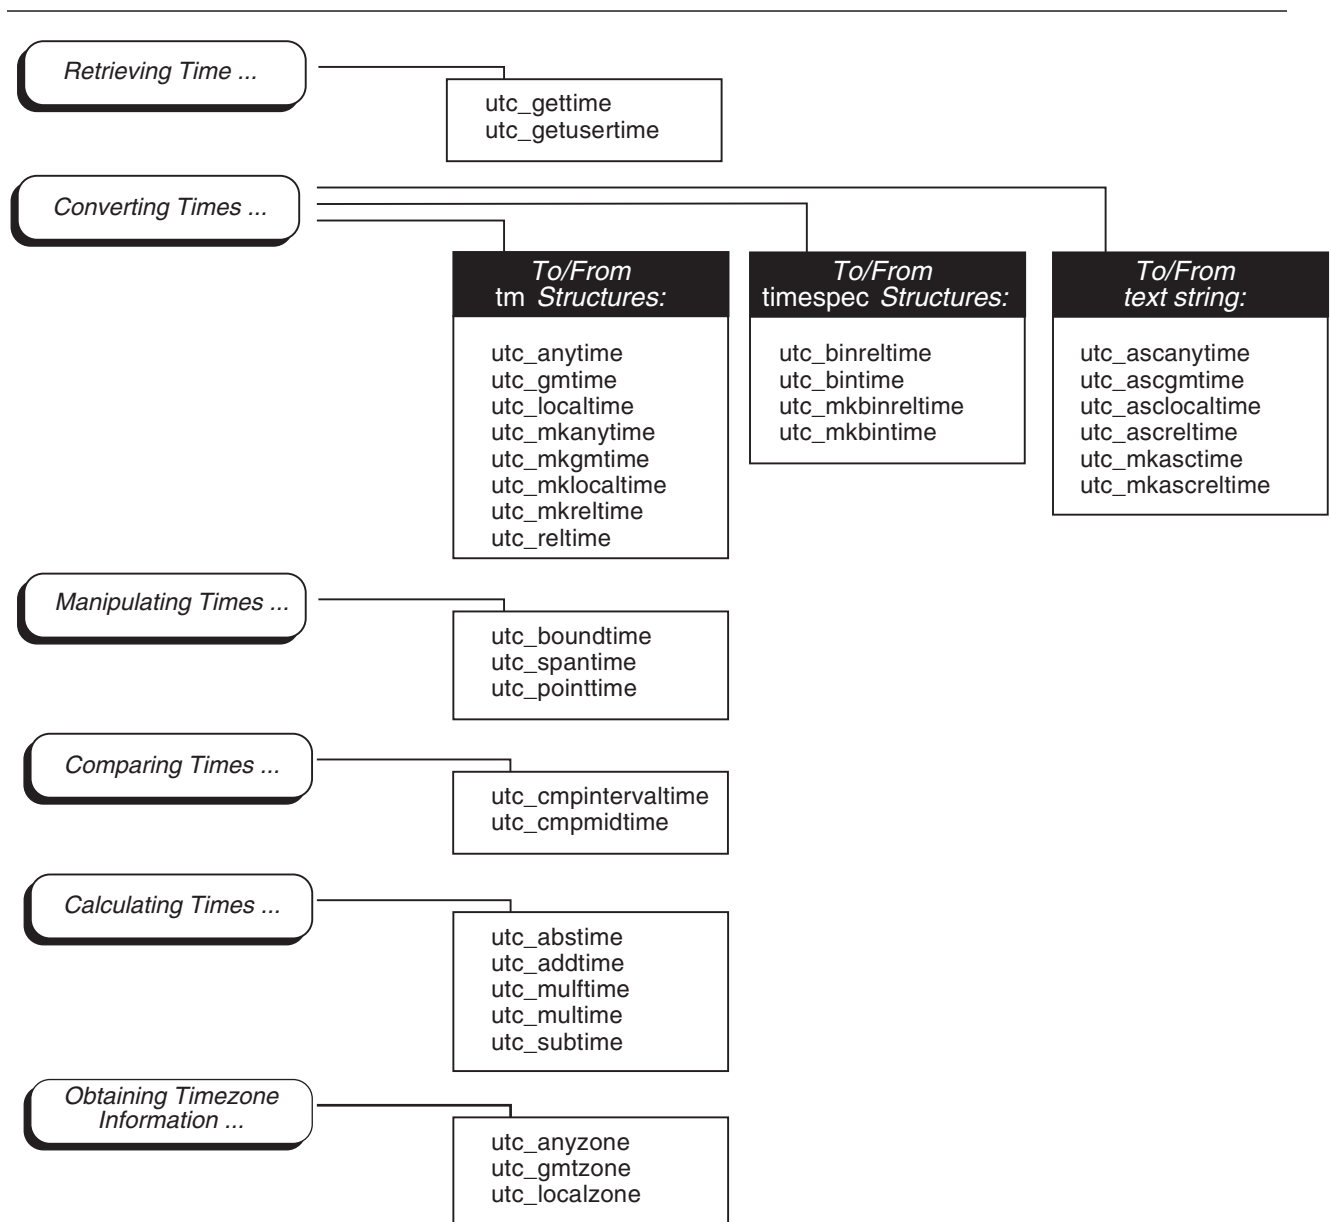 Retrieving Time ...
utc_gettime
utc_getusertime
Converting Times ...
To/From
tm Structures:
utc_anytime
utc_gmtime
utc_localtime
utc_mkanytime
utc_mkgmtime
utc_mklocaltime
utc_mkreltime
utc_reltime
To/From
timespec Structures:
utc_binreltime
utc_bintime
utc_mkbinreltime
utc_mkbintime
To/From
text string:
utc_ascanytime
utc_ascgmtime
utc_asclocaltime
utc_ascreltime
utc_mkasctime
utc_mkascreltime
Manipulating Times ...
utc_boundtime
utc_spantime
utc_pointtime
Comparing Times ...
utc_cmpintervaltime
utc_cmpmidtime
Calculating Times ...
utc_abstime
utc_addtime
utc_mulftime
utc_multime
utc_subtime
Obtaining Timezone
Information ...
utc_anyzone
utc_gmtzone
utc_localzone